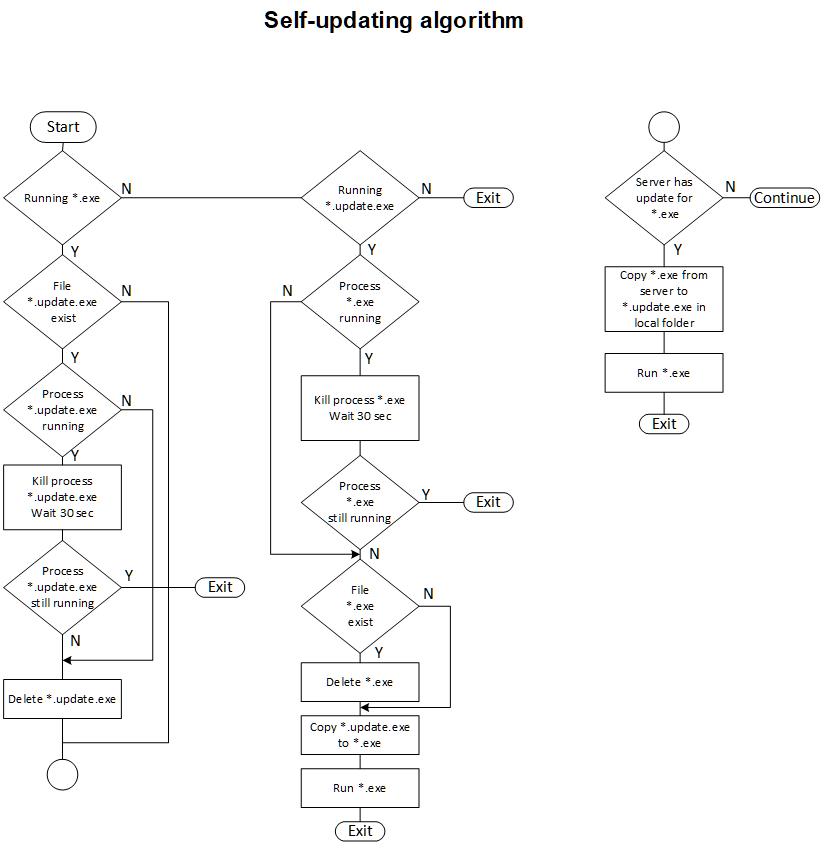 Self-updating algorithm
Start
Running *.exe
N
Y
File
*.update.exe
exist
N
Y
Process
*.update.exe
running
N
Y
Kill process
*.update.exe
Wait 30 sec
Process
*.update.exe
still running
Y
Exit
N
Delete *.update.exe
Running
*.update.exe
N
Exit
Y
Process
*.exe
running
N
Y
Kill process *.exe
Wait 30 sec
Process
*.exe
still running
Y
Exit
N
File
*.exe
exist
N
Y
Delete *.exe
Copy *.update.exe
to *.exe
Run *.exe
Exit
Server has
update for
*.exe
N
Continue
Y
Copy *.exe from
server to
*.update.exe in
local folder
Run *.exe
Exit